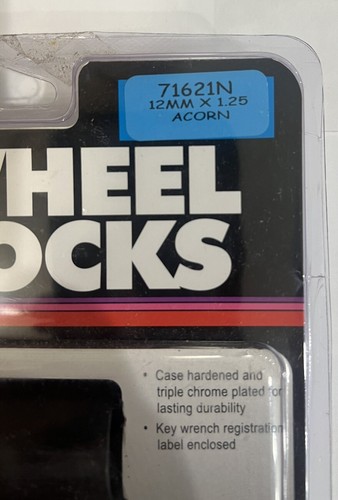 71621N
12MM X 1.25
ACORN
WHEEL
OCKS
• Case hardened and
triple chrome plated for
lasting durability
• Key wrench registration
label enclosed